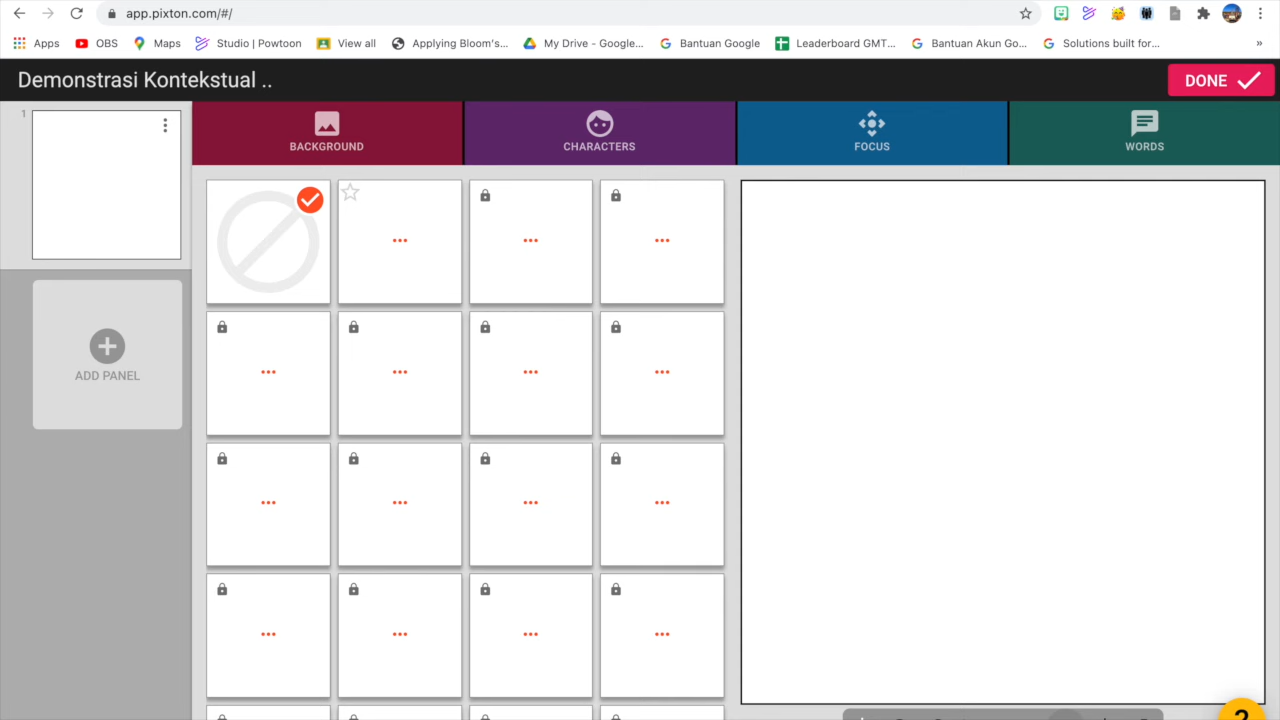 app.pixton.com/#/
Apps OBS Maps Studio | Powtoon View all Applying Bloom's... My Drive - Google... Bantuan Google Leaderboard GMT... Bantuan Akun Go... Solutions built for... »
Demonstrasi Kontekstual ..
DONE
1
BACKGROUND CHARACTERS FOCUS WORDS
ADD PANEL